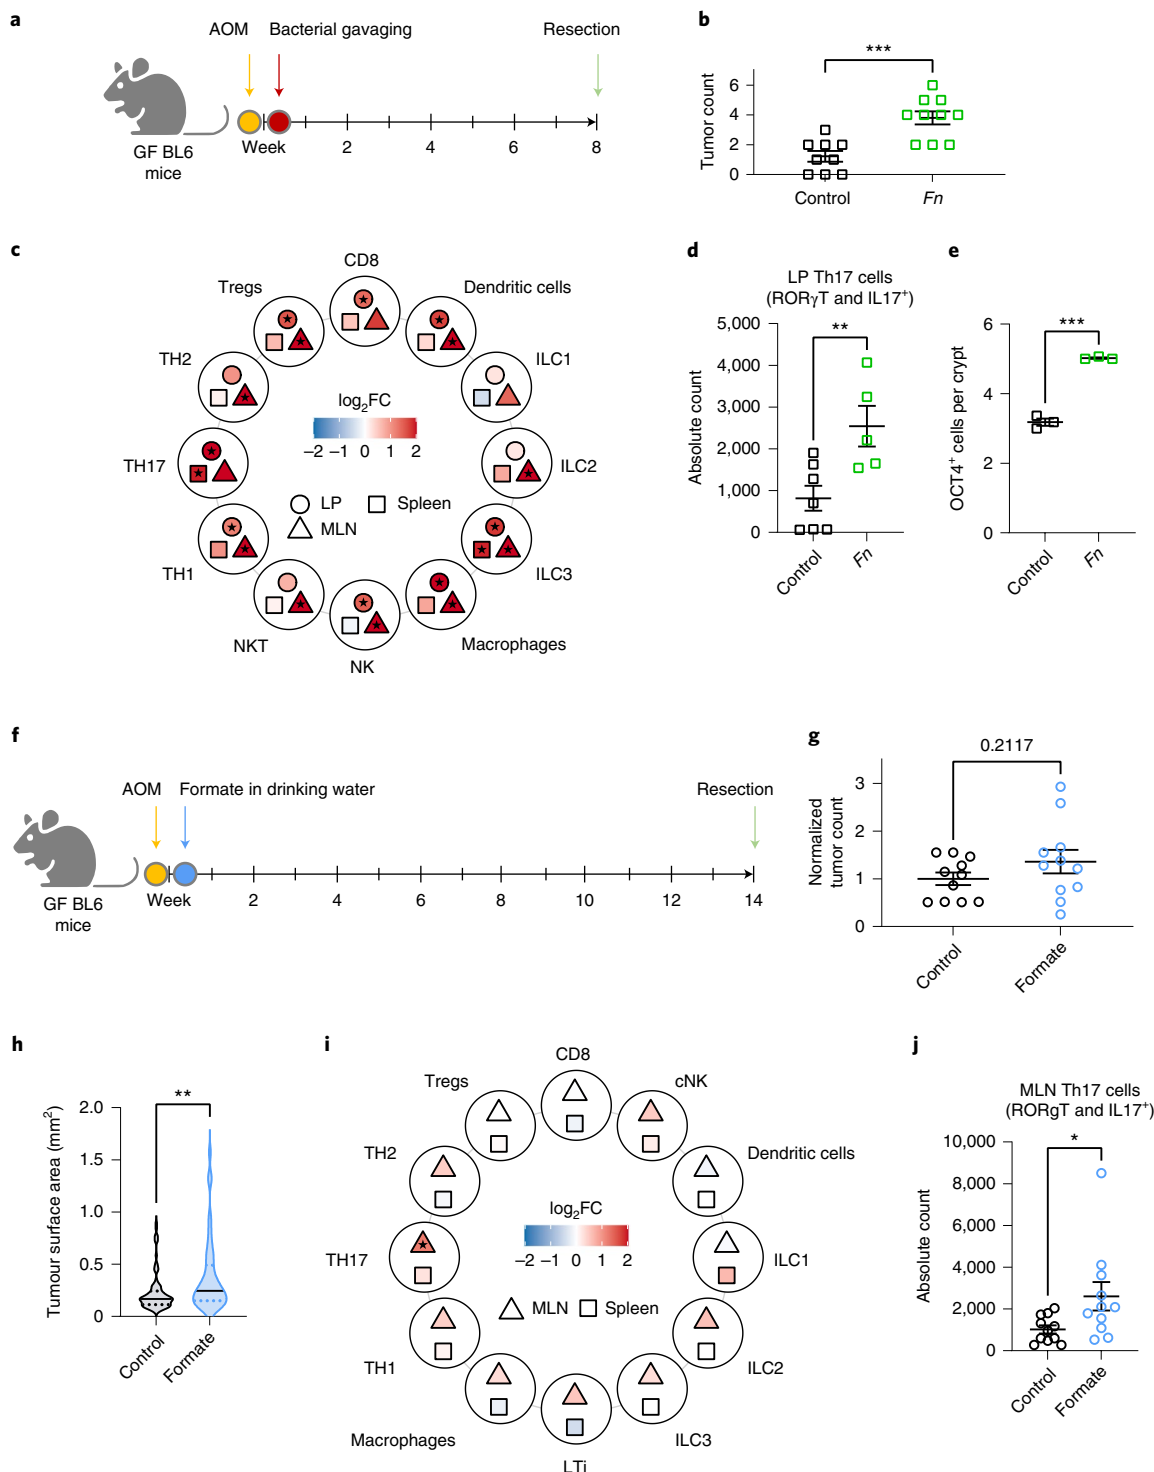 a
AOM
Bacterial gavaging
Resection
GF BL6
mice
Week
2
4
6
8
b
***
Tumor count
6
4
2
0
Control
Fn
c
CD8
Tregs
Dendritic cells
TH2
ILC1
TH17
ILC2
TH1
ILC3
NKT
Macrophages
NK
log2FC
−2 −1 0 1 2
LP
Spleen
MLN
d
LP Th17 cells
(RORγT and IL17+)
**
Absolute count
5,000
4,000
3,000
2,000
1,000
0
Control
Fn
e
***
OCT4+ cells per crypt
6
4
2
0
Control
Fn
f
AOM
Formate in drinking water
Resection
GF BL6
mice
Week
2
4
6
8
10
12
14
g
0.2117
Normalized
tumor count
3
2
1
0
Control
Formate
h
**
Tumour surface area (mm2)
2.0
1.5
1.0
0.5
0
Control
Formate
i
CD8
Tregs
cNK
TH2
Dendritic cells
TH17
ILC1
TH1
ILC2
Macrophages
ILC3
LTi
log2FC
−2 −1 0 1 2
MLN
Spleen
j
MLN Th17 cells
(RORgT and IL17+)
*
Absolute count
10,000
8,000
6,000
4,000
2,000
0
Control
Formate